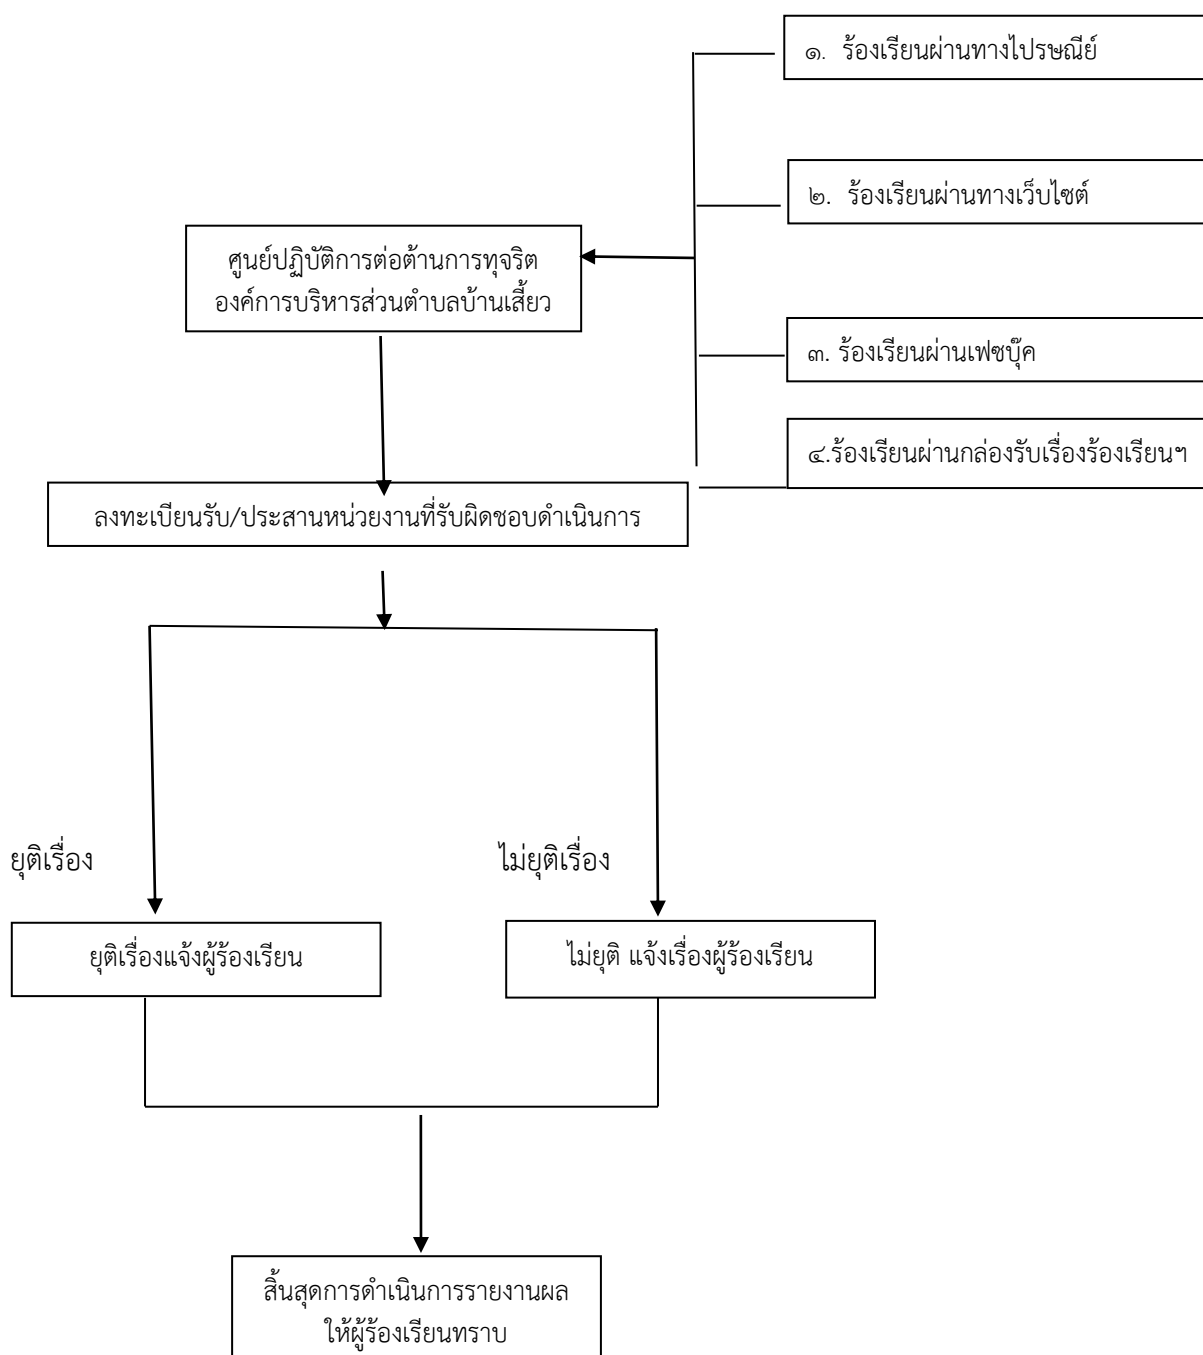 ๑.  ร้องเรียนผ่านทางไปรษณีย์
๒.  ร้องเรียนผ่านทางเว็บไซต์
ศูนย์ปฏิบัติการต่อต้านการทุจริต
องค์การบริหารส่วนตำบลบ้านเสี้ยว
๓. ร้องเรียนผ่านเฟซบุ๊ค
๔.ร้องเรียนผ่านกล่องรับเรื่องร้องเรียนฯ
ลงทะเบียนรับ/ประสานหน่วยงานที่รับผิดชอบดำเนินการ
ยุติเรื่อง
ไม่ยุติเรื่อง
ยุติเรื่องแจ้งผู้ร้องเรียน
ไม่ยุติ แจ้งเรื่องผู้ร้องเรียน
สิ้นสุดการดำเนินการรายงานผล
ให้ผู้ร้องเรียนทราบ